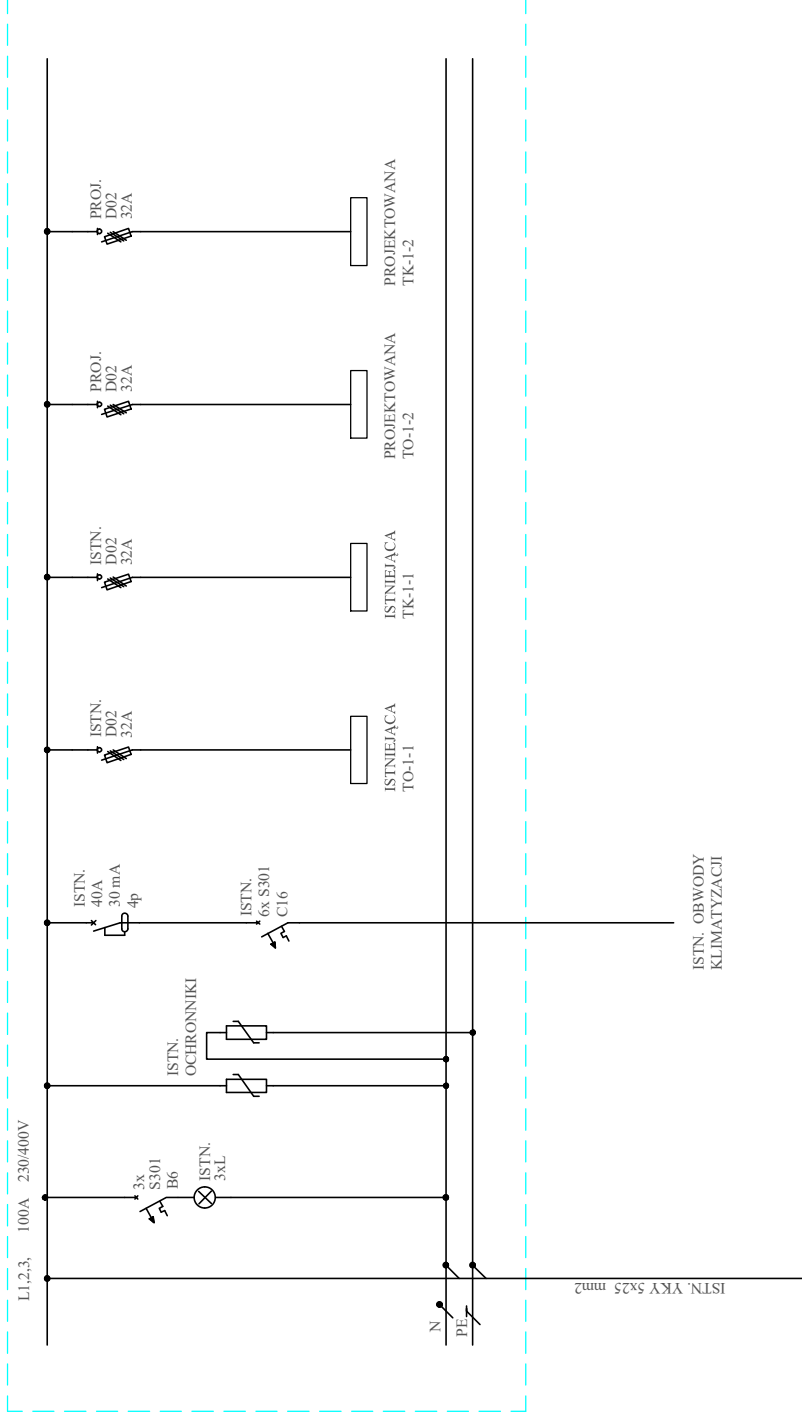 L1,2,3, 100A 230/400V
3x
S301
B6
ISTN.
3xL
ISTN.
OCHRONNIKI
ISTN.
40A
30 mA
4p
ISTN.
6x S301
C16
ISTN.
D02
32A
ISTN.
D02
32A
PROJ.
D02
32A
PROJ.
D02
32A
ISTNIEJĄCA
TO-1-1
ISTNIEJĄCA
TK-1-1
PROJEKTOWANA
TO-1-2
PROJEKTOWANA
TK-1-2
N
PE
ISTN. YKY 5x25 mm2
ISTN. OBWODY
KLIMATYZACJI